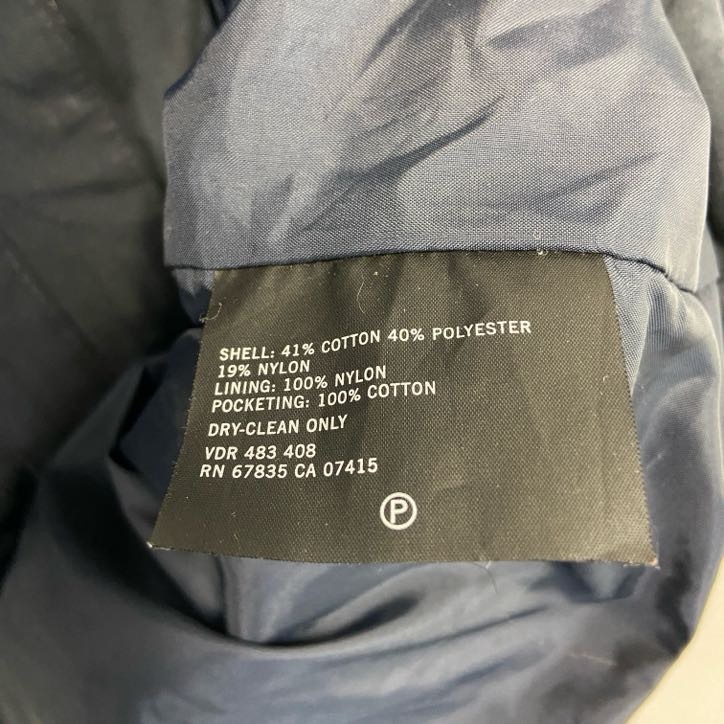 SHELL: 41% COTTON 40% POLYESTER
19% NYLON
LINING: 100% NYLON
POCKETING: 100% COTTON
DRY-CLEAN ONLY
VDR 483 408
RN 67835 CA 07415
P